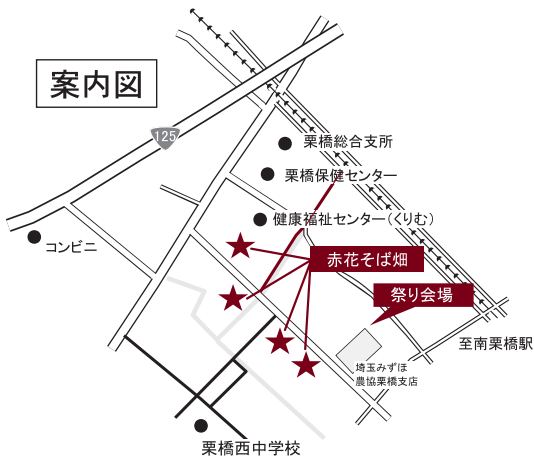 案内図
125
栗橋総合支所
栗橋保健センター
健康福祉センター(くりむ)
コンビニ
赤花そば畑
祭り会場
至南栗橋駅
埼玉みずほ
農協栗橋支店
栗橋西中学校